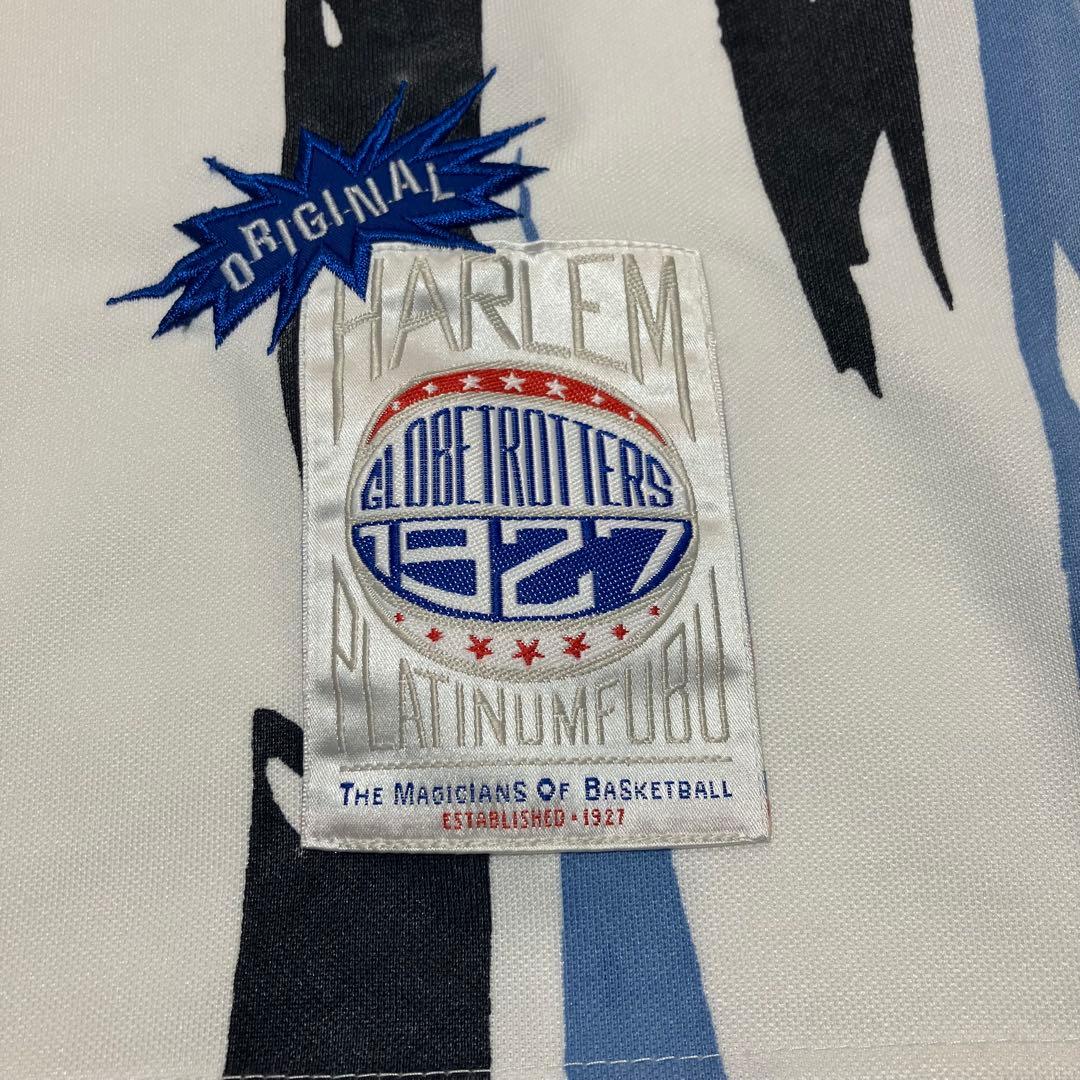 ORIGINAL
HARLEM
GLOBETROTTERS
1927
PLATINUMFUBU
THE MAGICIANS OF BASKETBALL
ESTABLISHED • 1927